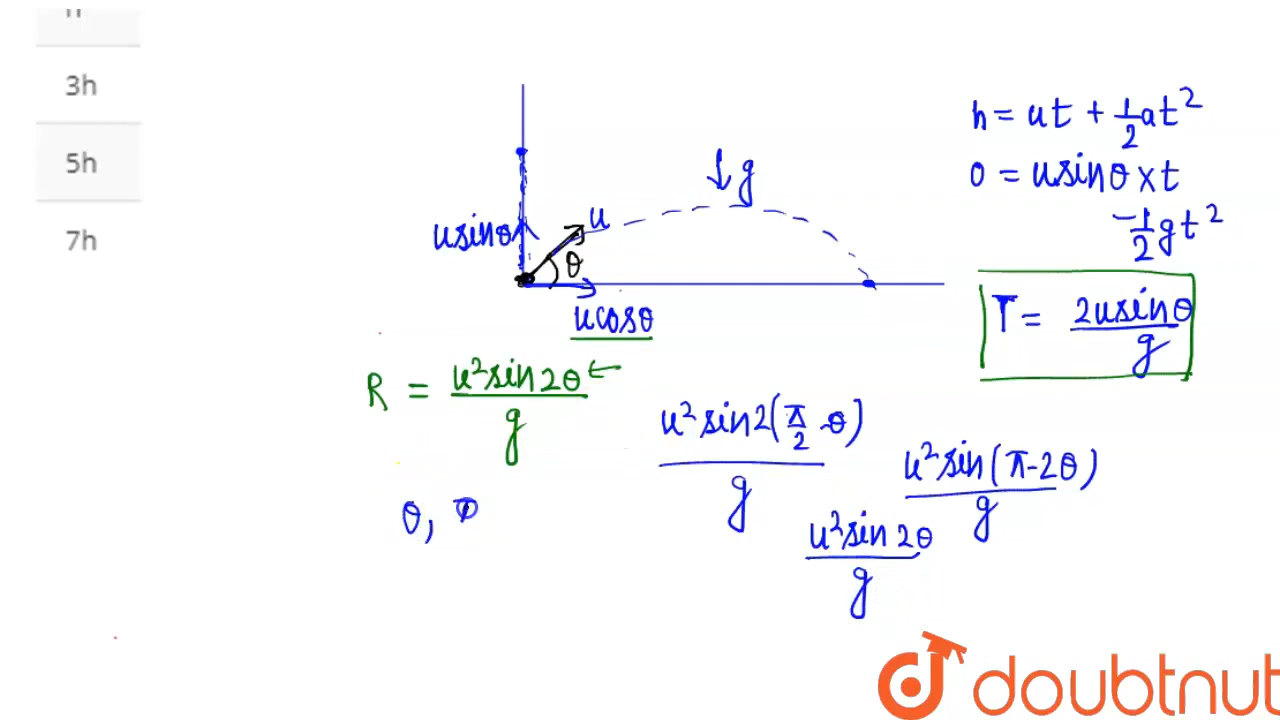 3h
5h
7h
h = ut + 1/2 at²
0 = usinθ × t
-1/2 gt²
↓g
u
usinθ
θ
ucosθ
T = 2usinθ/g
R = u²sin2θ/g ←
u²sin2(π/2 - θ)/g
u²sin(π-2θ)/g
u²sin2θ/g
θ,
doubtnut